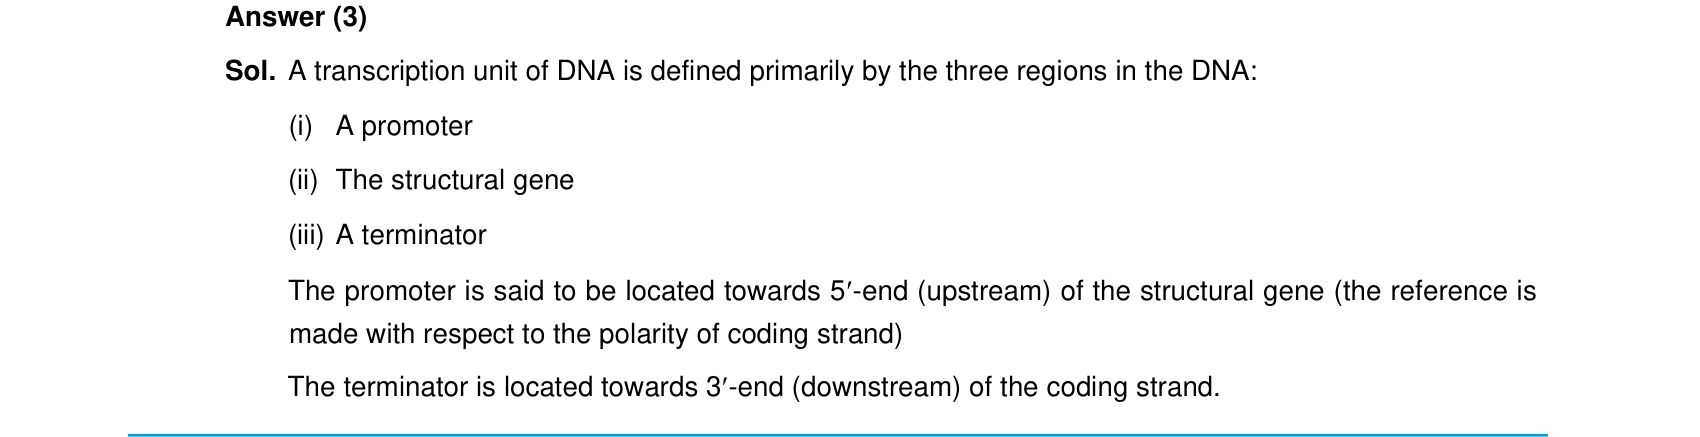 Answer (3)
Sol. A transcription unit of DNA is defined primarily by the three regions in the DNA:
(i) A promoter
(ii) The structural gene
(iii) A terminator
The promoter is said to be located towards 5′-end (upstream) of the structural gene (the reference is
made with respect to the polarity of coding strand)
The terminator is located towards 3′-end (downstream) of the coding strand.